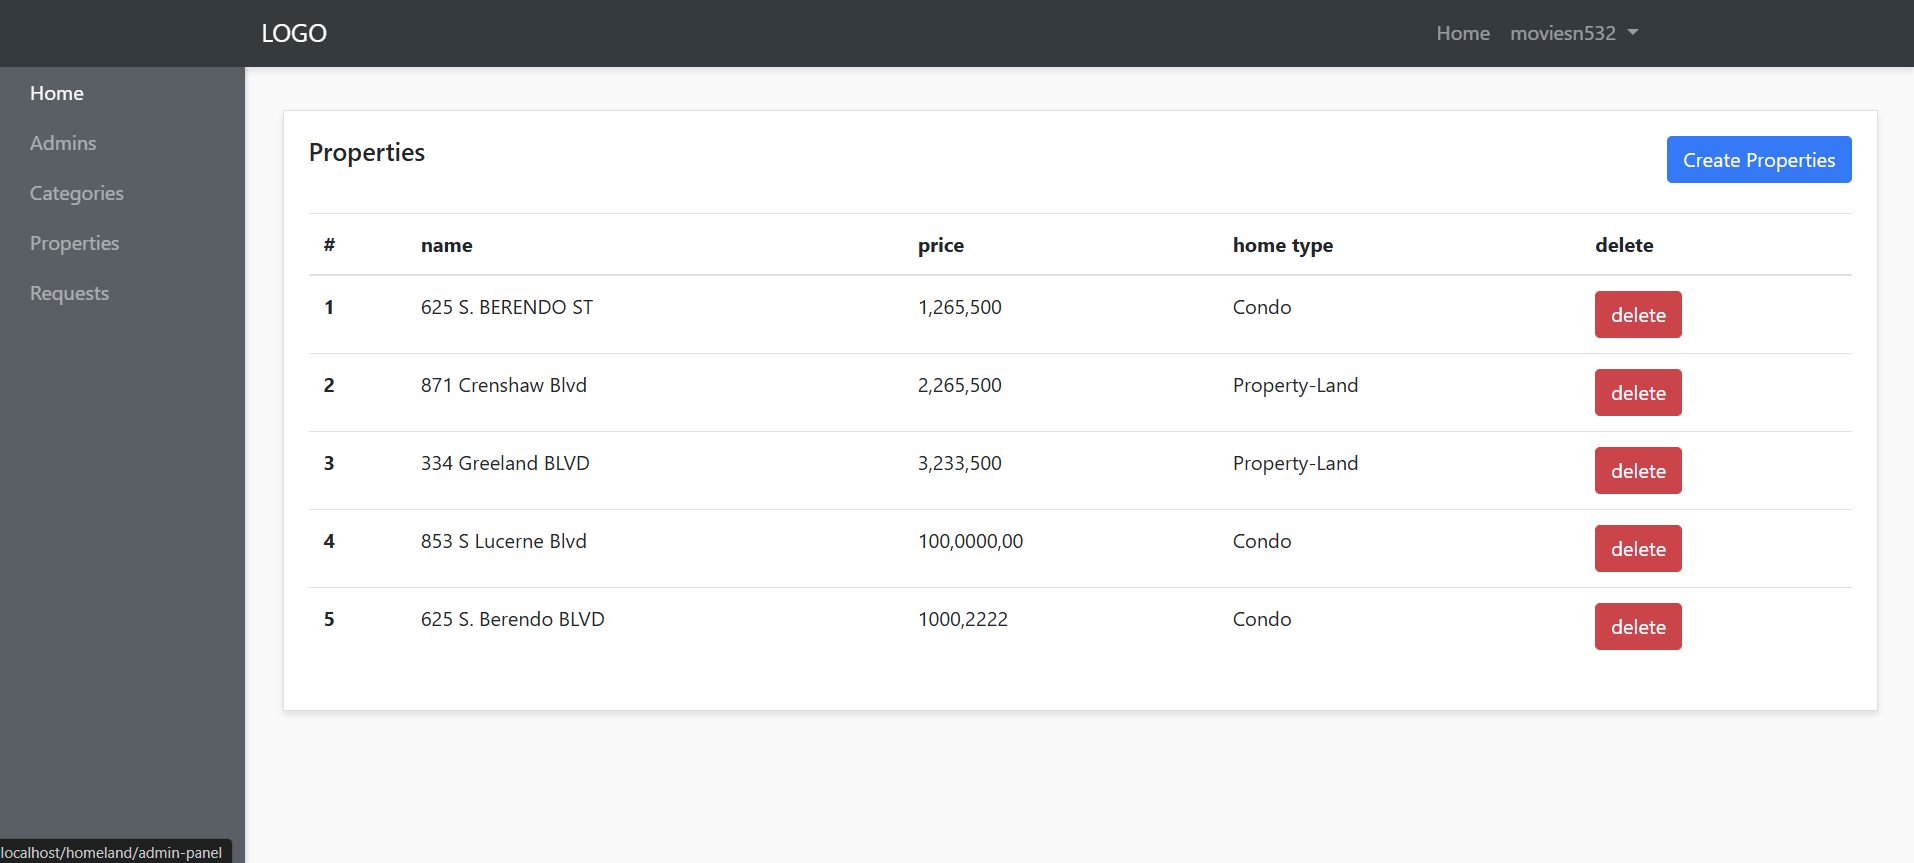 LOGO Home moviesn532
Home
Admins
Categories
Properties
Requests
Properties Create Properties
# name price home type delete
1 625 S. BERENDO ST 1,265,500 Condo delete
2 871 Crenshaw Blvd 2,265,500 Property-Land delete
3 334 Greeland BLVD 3,233,500 Property-Land delete
4 853 S Lucerne Blvd 100,0000,00 Condo delete
5 625 S. Berendo BLVD 1000,2222 Condo delete
localhost/homeland/admin-panel